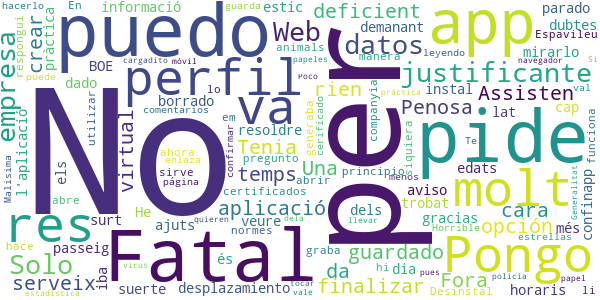 hacerlo En informació guarda estic deficient demanant parado dubtes
respongui pràctica crear BOE puedo Web datos animals manera papeles leyendo app mirarlo Espavileu navegador Si
empresa dado perfil va Poco cargadito móvil rien companyia justificante
puede utilizar borrado lo em resoldre comentarios Penosa instal Assisten val
l'aplicació virtual No confirmar Tenia generaba certificado siquiera per pide lat cap
Malisima els ahora enlaza sirve página pregunto temps Una abrir principio menos aviso edats confinapp funciona
abre He certificados aplicació veure dels llevar trobat molt Te práctica
res surt ajuts normes quieren dela gracias cara opción més Generalitat
Solo hace passeig iba Fatal és guardado graba da hi dia Horrible estrellas
serveix suerte virus desplazamiento finalizar tocar vale pues Fora Pongo Desinstal policía papel horaris li
estadística